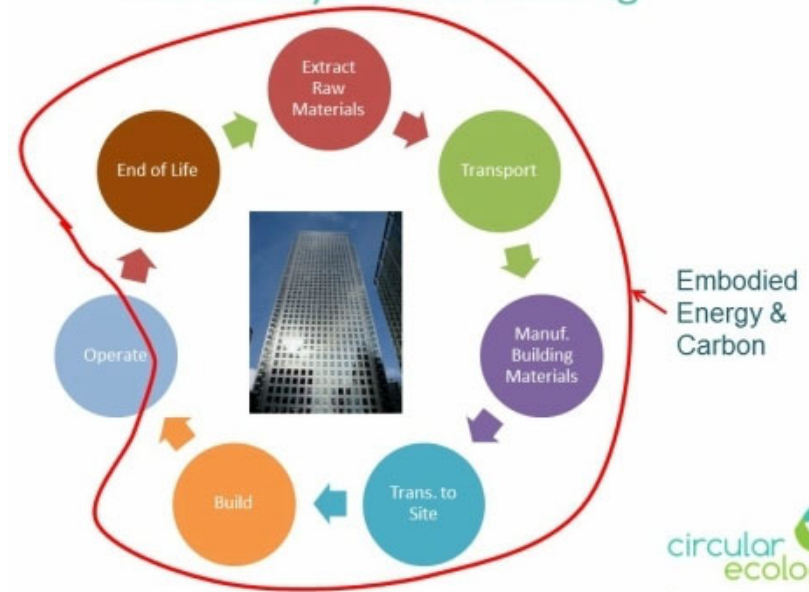 Extract
Raw
Materials
End of Life
Transport
Embodied
Energy &
Carbon
Operate
Manuf.
Building
Materials
Build
Trans. to
Site
circular
ecolo